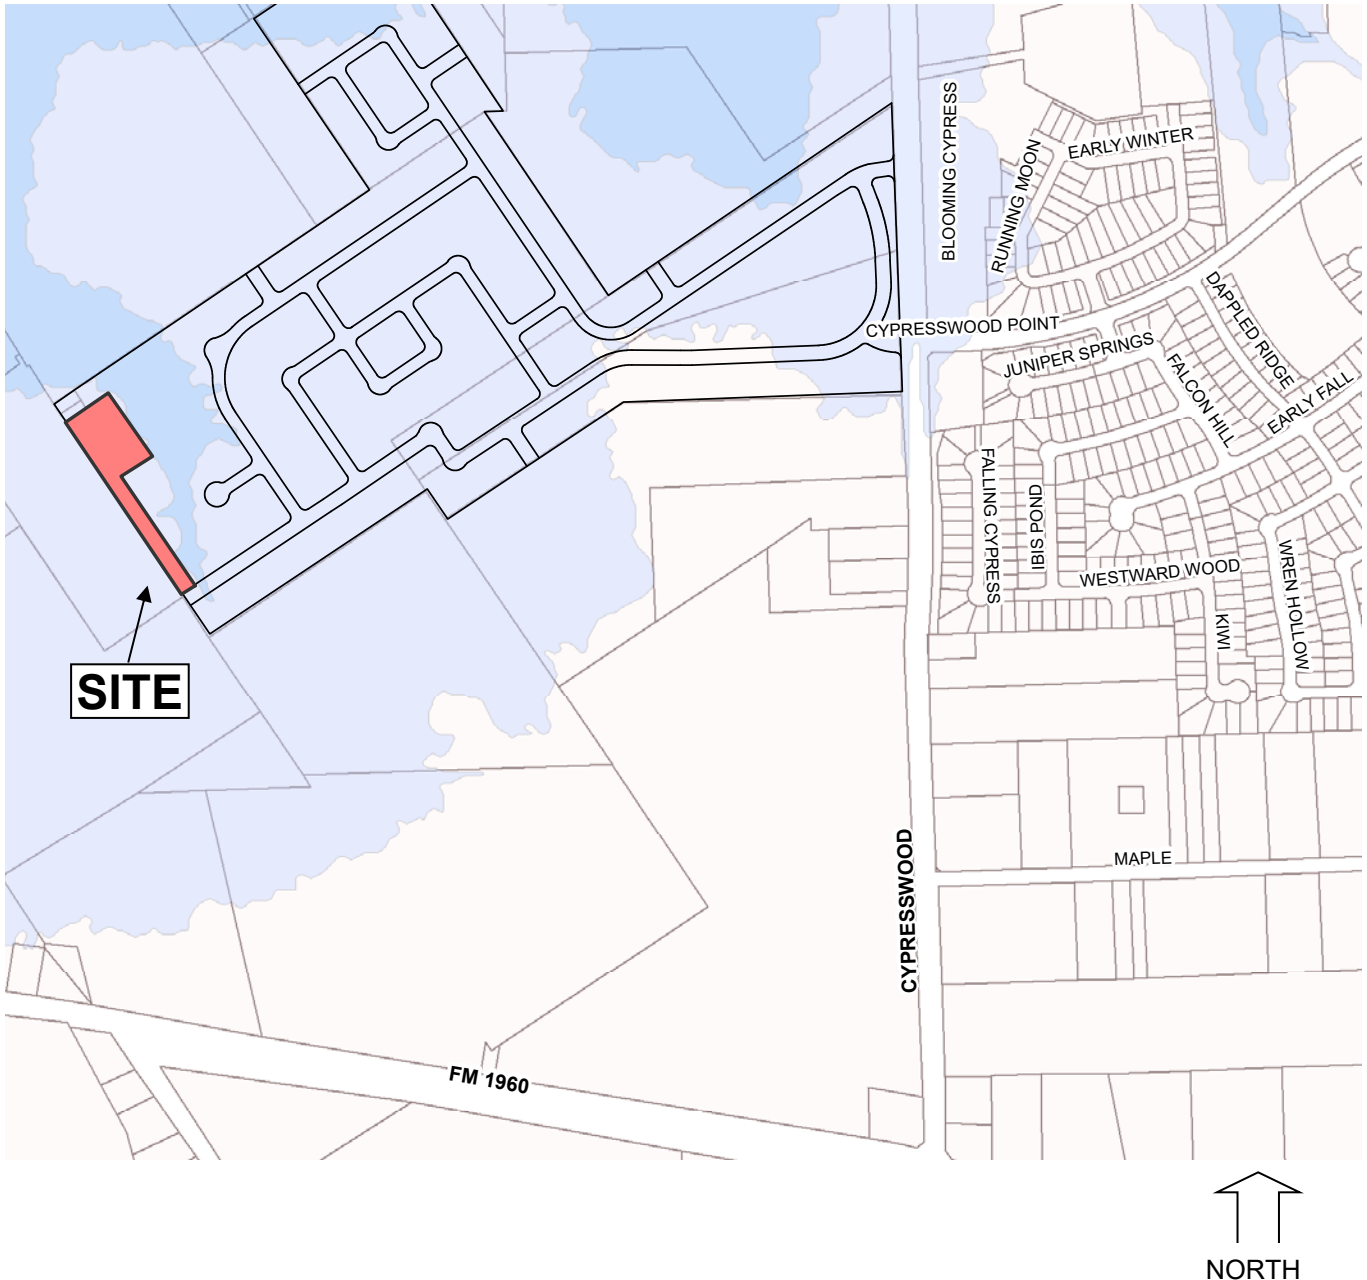 BLOOMING CYPRESS
RUNNING MOON
EARLY WINTER
CYPRESSWOOD POINT
JUNIPER SPRINGS
DAPPLED RIDGE
FALCON HILL
EARLY FALL
FALLING CYPRESS
IBIS POND
WESTWARD WOOD
WREN HOLLOW
KIWI
SITE
CYPRESSWOOD
MAPLE
FM 1960
NORTH